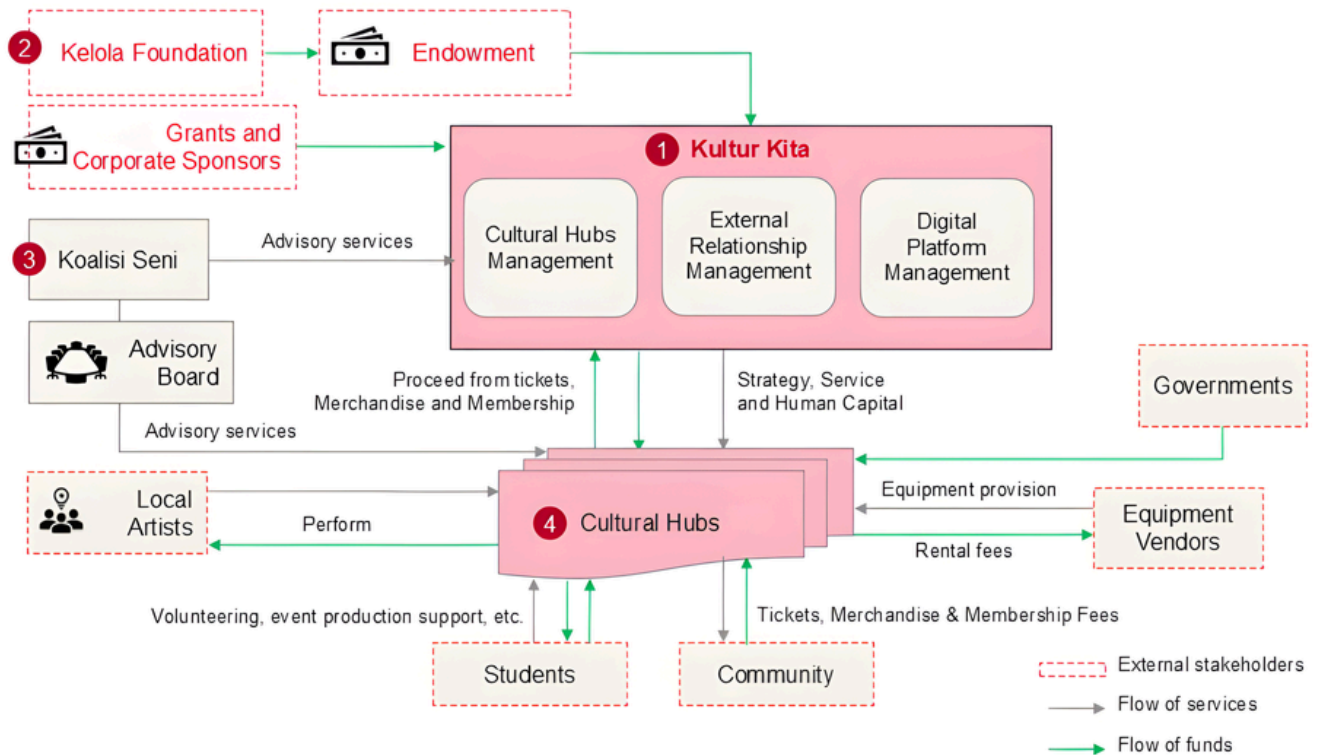 2
Kelola Foundation
Endowment
Grants and
Corporate Sponsors
1
Kultur Kita
Cultural Hubs
Management
External
Relationship
Management
Digital
Platform
Management
3
Koalisi Seni
Advisory services
Advisory
Board
Proceed from tickets,
Merchandise and Membership
Strategy, Service
and Human Capital
Governments
Advisory services
Local
Artists
Perform
4
Cultural Hubs
Equipment provision
Rental fees
Equipment
Vendors
Volunteering, event production support, etc.
Tickets, Merchandise & Membership Fees
Students
Community
External stakeholders
Flow of services
Flow of funds